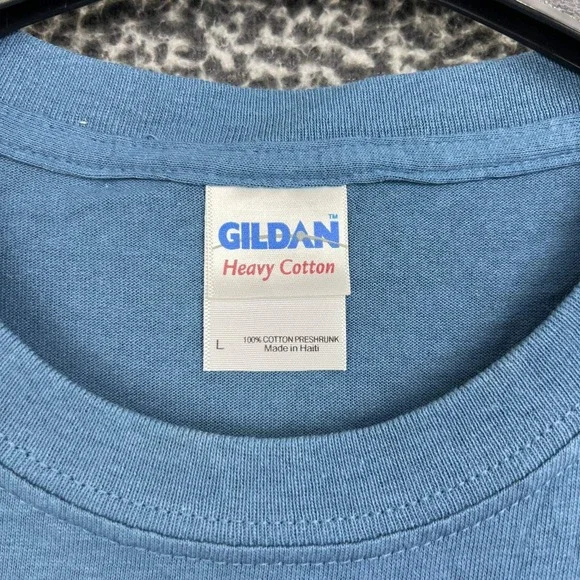 GILDAN™
Heavy Cotton
L
100% COTTON PRESHRUNK
Made in Haiti